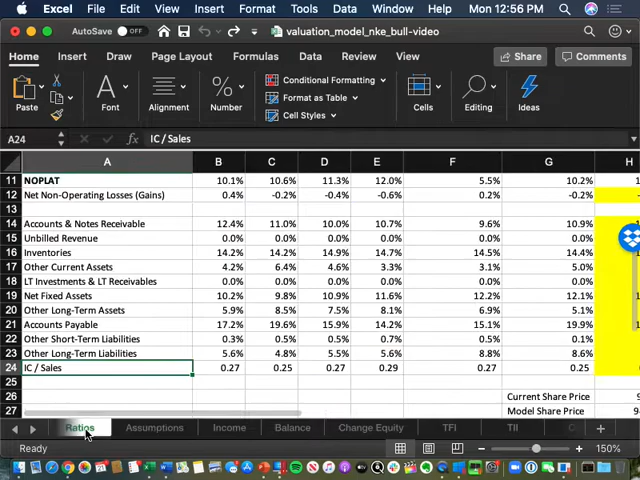 Excel File Edit View Insert Format Tools Data Window Help Mon 12:56 PM
AutoSave OFF valuation_model_nke_bull-video
Home Insert Draw Page Layout Formulas Data Review View Share Comments
Paste Font Alignment Number Conditional Formatting Format as Table Cell Styles Cells Editing Ideas
A24 fx IC / Sales
A B C D E F G H
11 NOPLAT 10.1% 10.6% 11.3% 12.0% 5.5% 10.2%
12 Net Non-Operating Losses (Gains) 0.4% -0.2% -0.4% -0.6% 0.2% -0.2%
13
14 Accounts & Notes Receivable 12.4% 11.0% 10.0% 10.7% 9.6% 10.9%
15 Unbilled Revenue 0.0% 0.0% 0.0% 0.0% 0.0% 0.0%
16 Inventories 14.2% 14.2% 14.9% 14.7% 14.5% 14.4%
17 Other Current Assets 4.2% 6.4% 4.6% 3.3% 3.1% 5.0%
18 LT Investments & LT Receivables 0.0% 0.0% 0.0% 0.0% 0.0% 0.0%
19 Net Fixed Assets 10.2% 9.8% 10.9% 11.6% 12.2% 12.1%
20 Other Long-Term Assets 5.9% 8.5% 7.5% 8.1% 6.9% 5.1%
21 Accounts Payable 17.2% 19.6% 15.9% 14.2% 15.1% 19.9%
22 Other Short-Term Liabilities 0.3% 0.5% 0.5% 0.7% 0.5% 0.1%
23 Other Long-Term Liabilities 5.6% 4.8% 5.5% 5.6% 8.8% 8.6%
24 IC / Sales 0.27 0.25 0.27 0.29 0.27 0.25
25
26 Current Share Price
27 Model Share Price
Ratios Assumptions Income Balance Change Equity TFI TII
Ready 150%